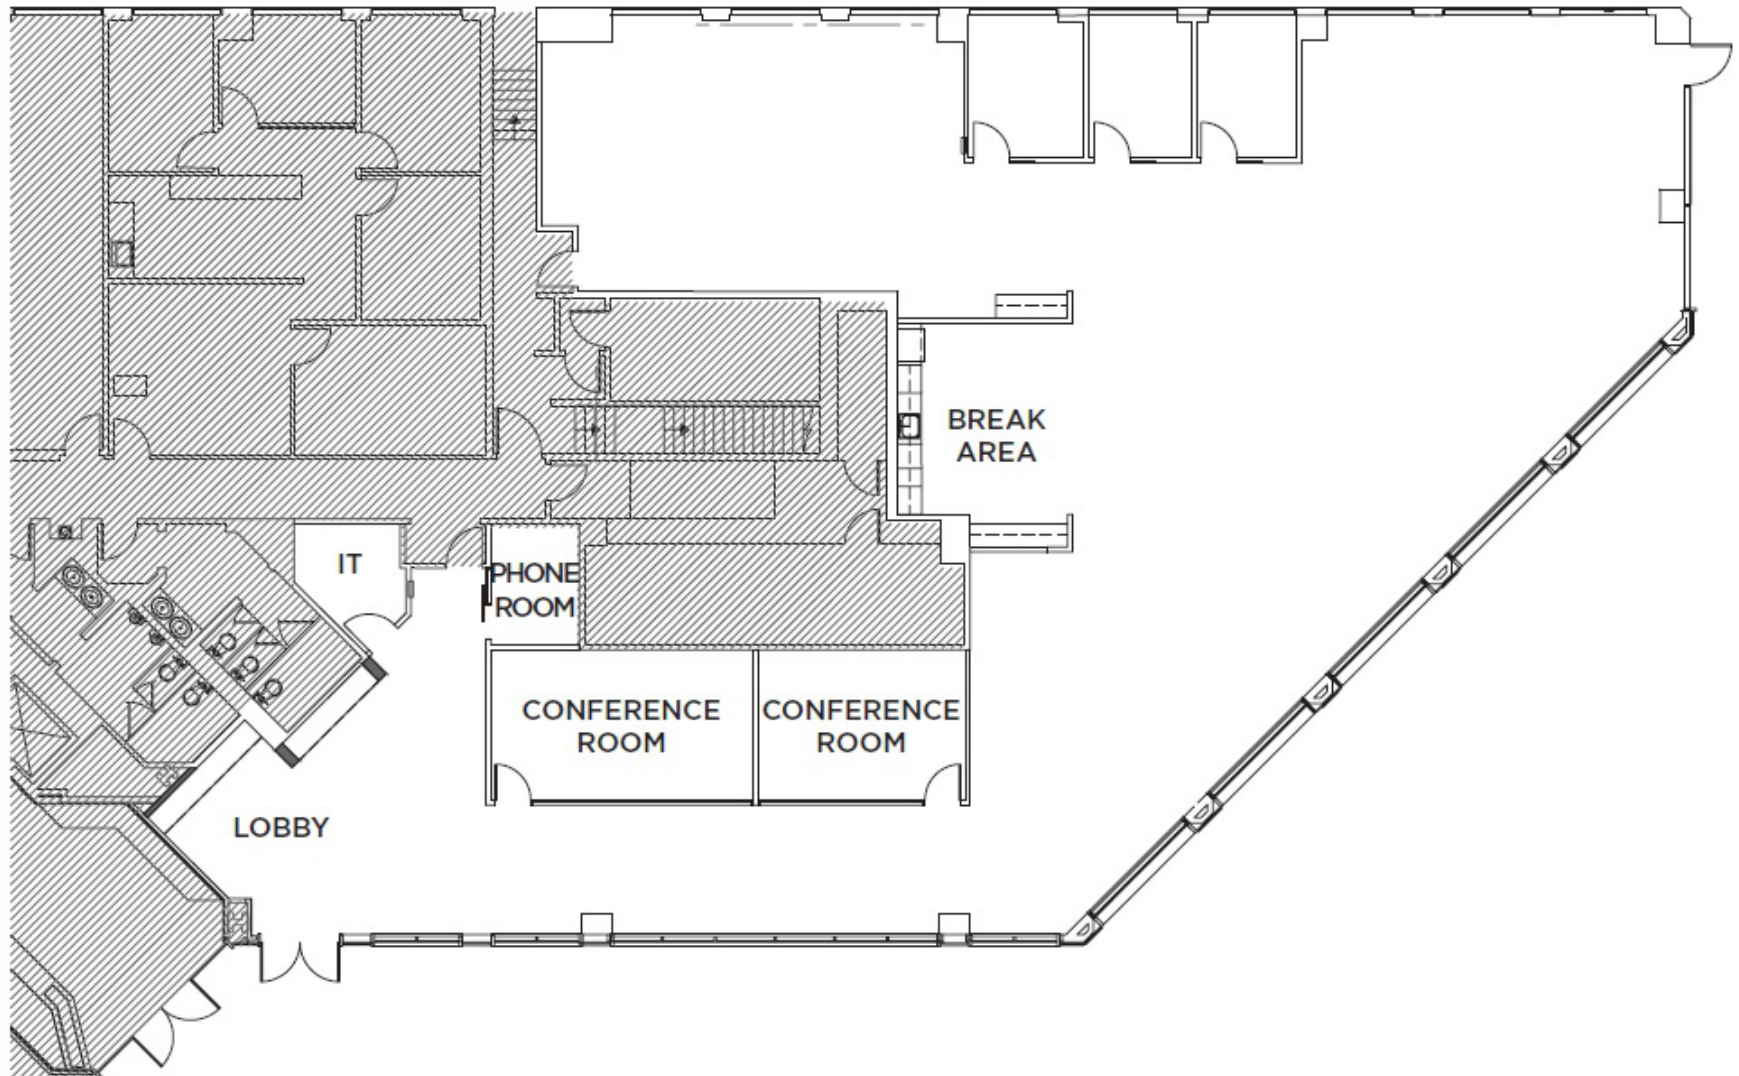 BREAK
AREA
IT
PHONE
ROOM
CONFERENCE
ROOM
CONFERENCE
ROOM
LOBBY